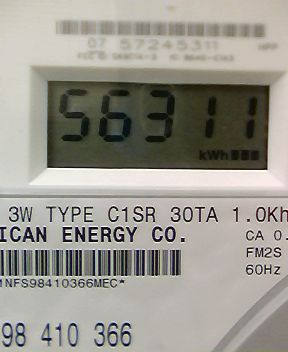 07 57245311
56311
kWh
3W TYPE C1SR 30TA 1.0Kh
ICAN ENERGY CO.
CA 0.
FM2S
60Hz
1NFS98410366MEC*
98 410 366